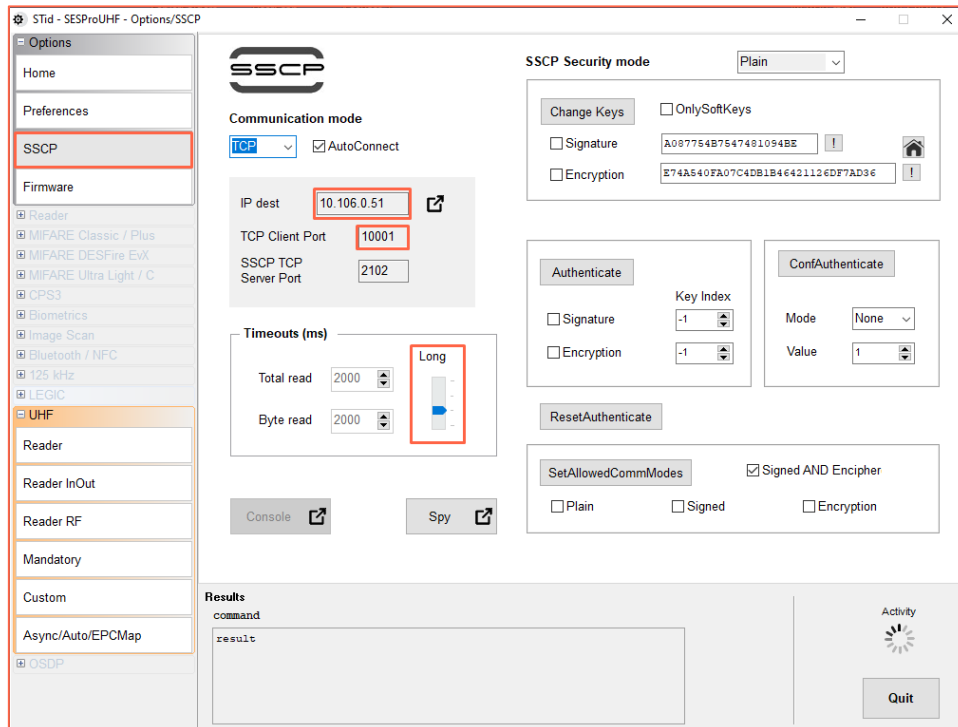 STid - SESProUHF - Options/SSCP
Options
Home
Preferences
SSCP
Firmware
Reader
MIFARE Classic / Plus
MIFARE DESFire EvX
MIFARE Ultra Light / C
CPS3
Biometrics
Image Scan
Bluetooth / NFC
125 kHz
LEGIC
UHF
Reader
Reader InOut
Reader RF
Mandatory
Custom
Async/Auto/EPCMap
OSDP
SSCP
Communication mode
TCP
AutoConnect
IP dest
10.106.0.51
TCP Client Port
10001
SSCP TCP
Server Port
2102
Timeouts (ms)
Long
Total read
2000
Byte read
2000
Console
Spy
SSCP Security mode
Plain
Change Keys
OnlySoftKeys
Signature
A087754B7547481094BE
!
Encryption
E74A540FA07C4DB1B46421126DF7AD36
!
Authenticate
Key Index
Signature
-1
Encryption
-1
ConfAuthenticate
Mode
None
Value
1
ResetAuthenticate
SetAllowedCommModes
Signed AND Encipher
Plain
Signed
Encryption
Results
command
result
Activity
Quit